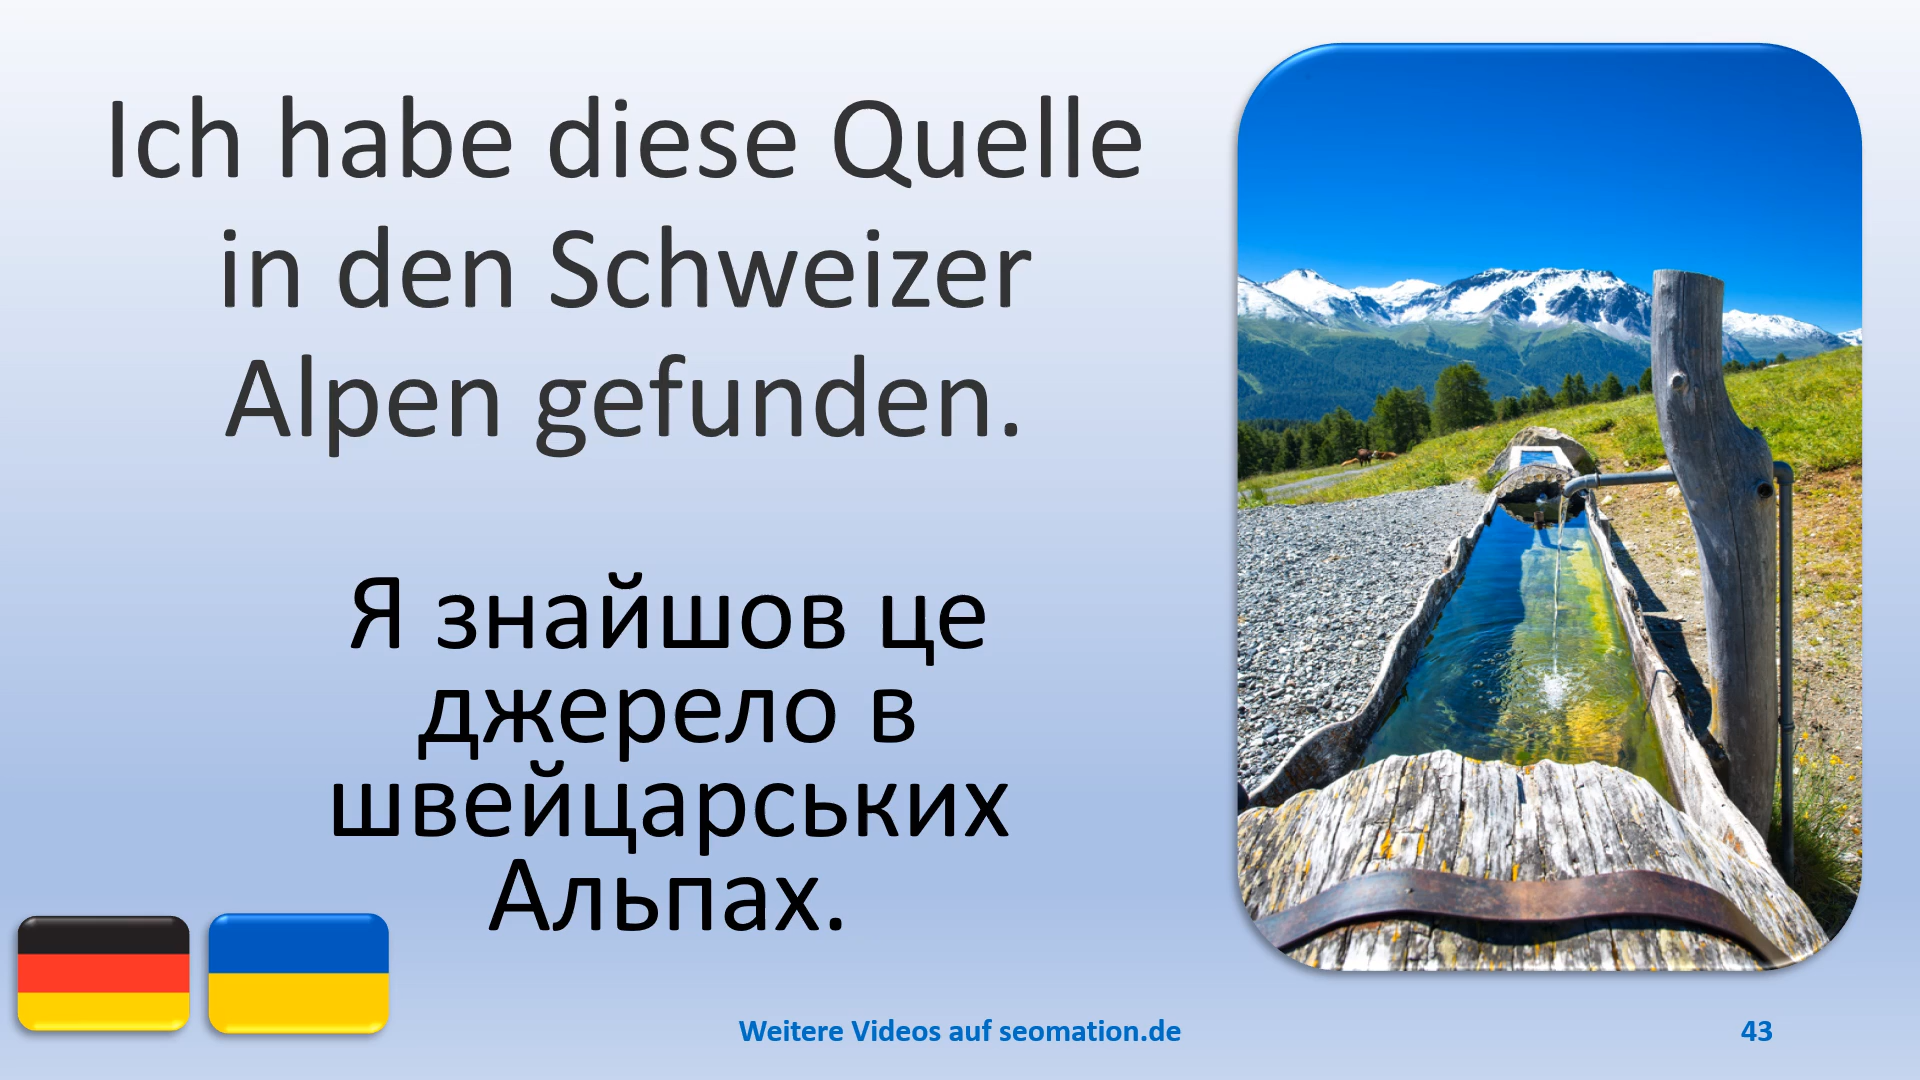 Ich habe diese Quelle
in den Schweizer
Alpen gefunden.
Я знайшов це
джерело в
швейцарських
Альпах.
Weitere Videos auf seomation.de
43